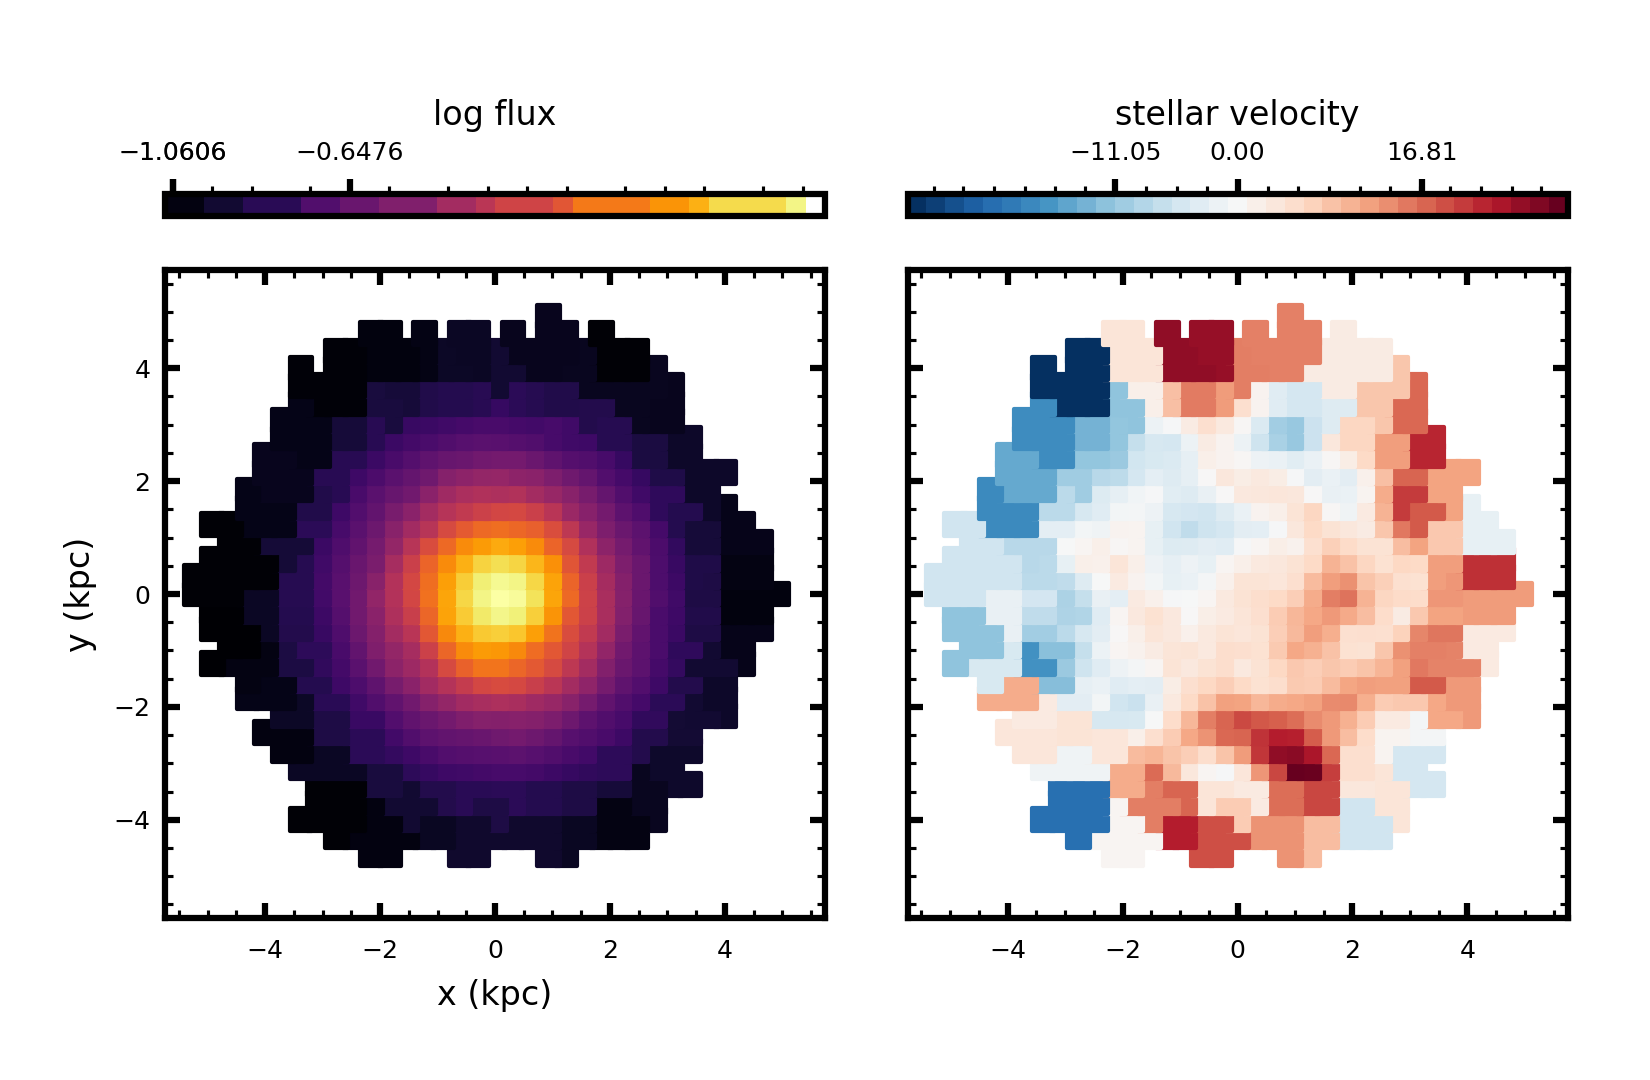 log flux
stellar velocity
−1.0606 −0.6476
−11.05 0.00 16.81
y (kpc)
4
2
0
−2
−4
−4 −2 0 2 4
−4 −2 0 2 4
x (kpc)